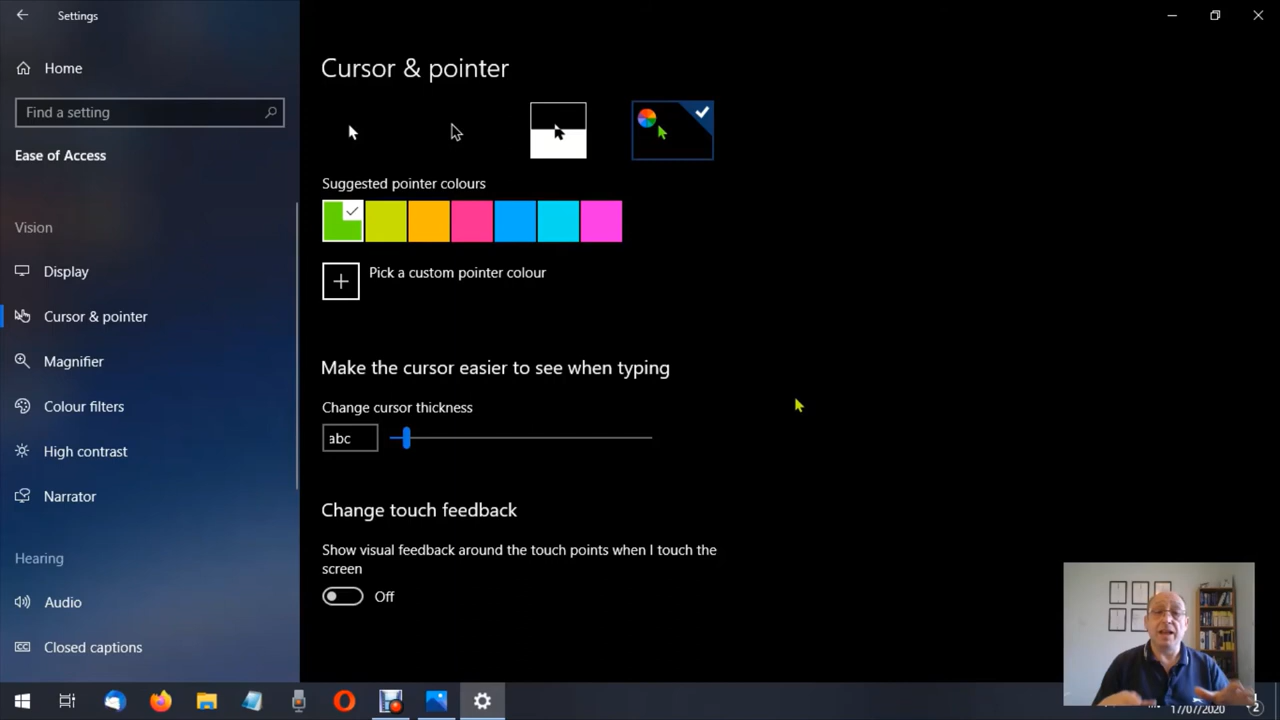 Settings
Home
Find a setting
Ease of Access
Vision
Display
Cursor & pointer
Magnifier
Colour filters
High contrast
Narrator
Hearing
Audio
Closed captions
Cursor & pointer
Suggested pointer colours
Pick a custom pointer colour
Make the cursor easier to see when typing
Change cursor thickness
abc
Change touch feedback
Show visual feedback around the touch points when I touch the
screen
Off
17/07/2020
2